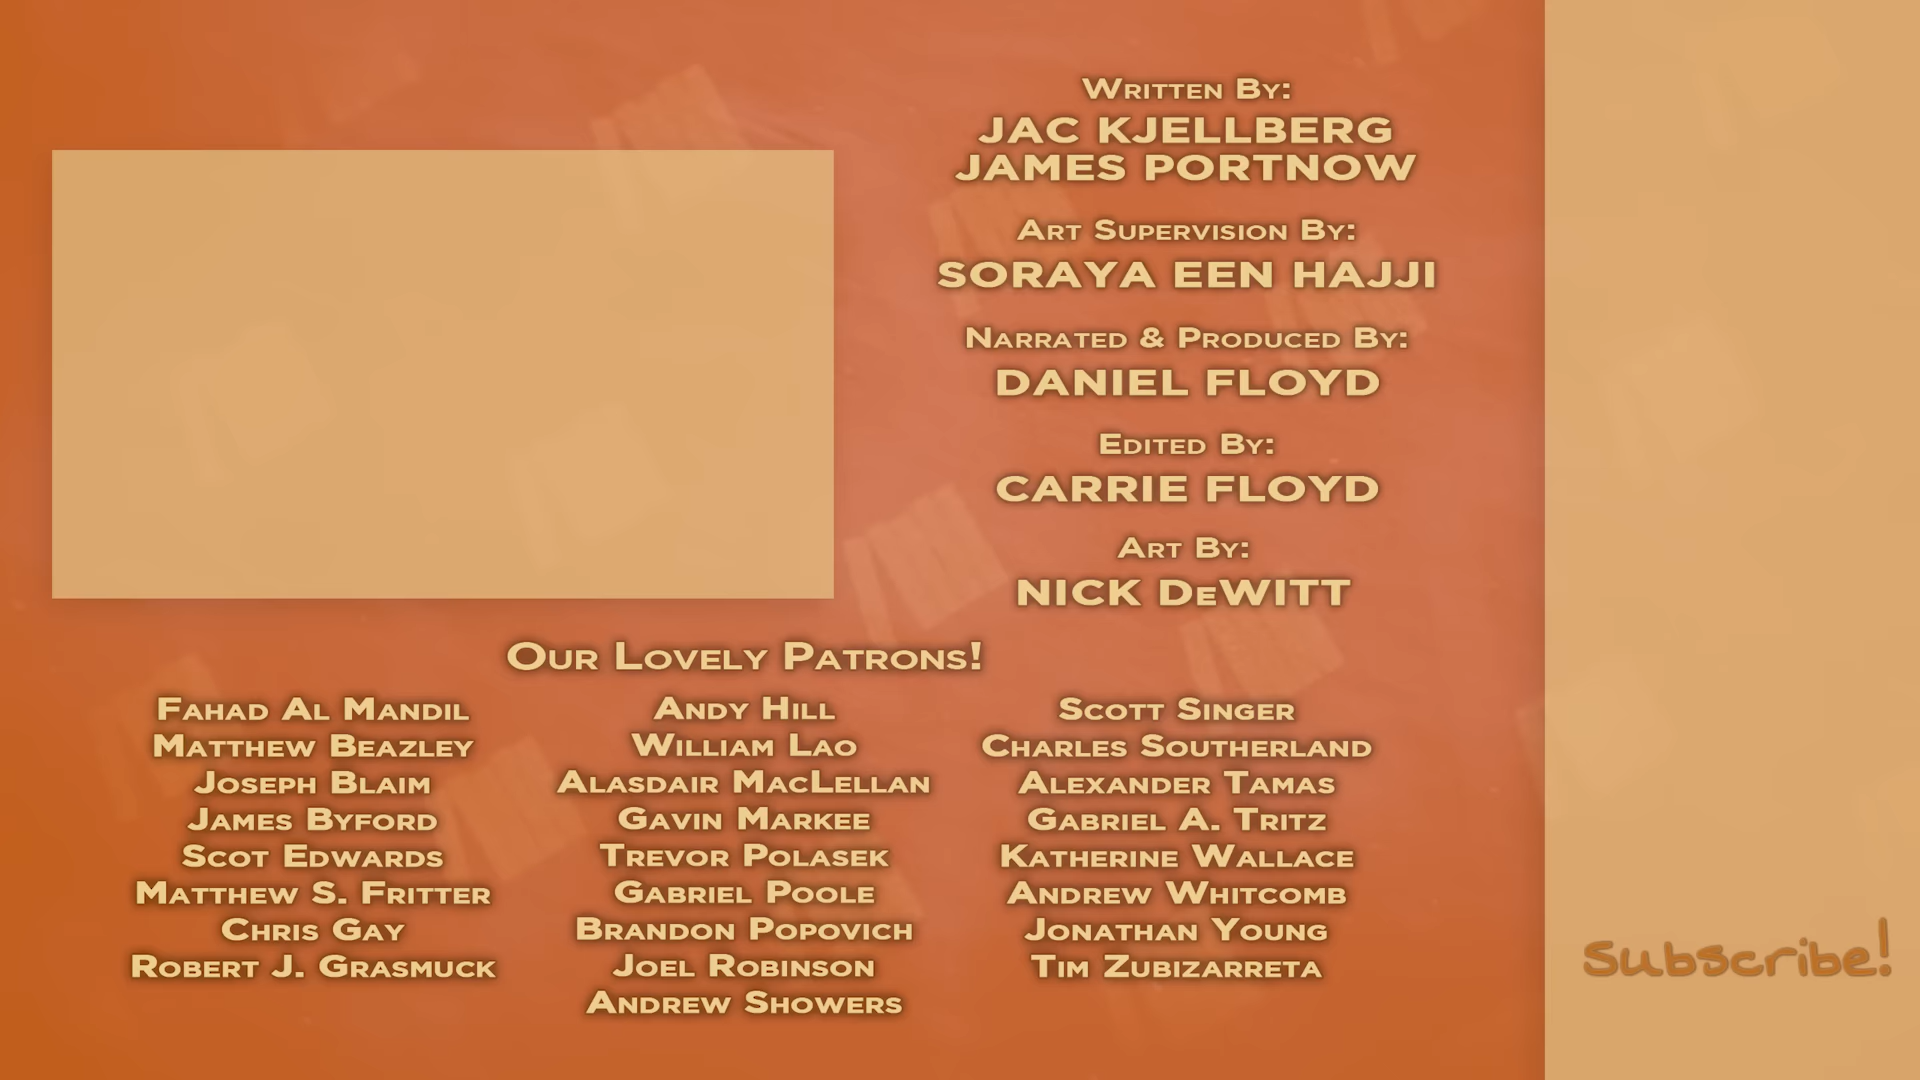 Written By:
JAC KJELLBERG
JAMES PORTNOW
Art Supervision By:
SORAYA EEN HAJJI
Narrated & Produced By:
DANIEL FLOYD
Edited By:
CARRIE FLOYD
Art By:
NICK DeWITT
Our Lovely Patrons!
Fahad Al Mandil
Matthew Beazley
Joseph Blaim
James Byford
Scot Edwards
Matthew S. Fritter
Chris Gay
Robert J. Grasmuck
Andy Hill
William Lao
Alasdair MacLellan
Gavin Markee
Trevor Polasek
Gabriel Poole
Brandon Popovich
Joel Robinson
Andrew Showers
Scott Singer
Charles Southerland
Alexander Tamas
Gabriel A. Tritz
Katherine Wallace
Andrew Whitcomb
Jonathan Young
Tim Zubizarreta
Subscribe!